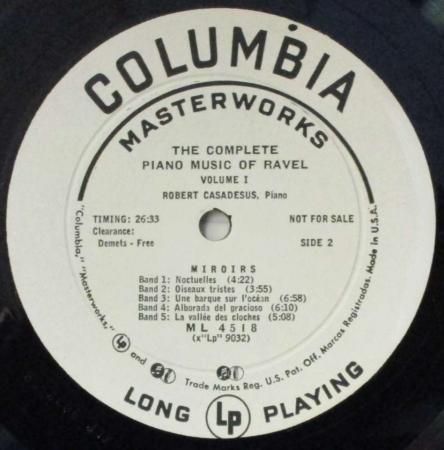 COLUMBIA
MASTERWORKS
THE COMPLETE
PIANO MUSIC OF RAVEL
VOLUME I
ROBERT CASADESUS, Piano
TIMING: 26:33
Clearance:
Demets - Free
NOT FOR SALE
SIDE 2
MIROIRS
Band 1: Noctuelles (4:22)
Band 2: Oiseaux tristes (3:55)
Band 3: Une barque sur l'océan (6:58)
Band 4: Alborada del gracioso (6:10)
Band 5: La vallée des cloches (5:08)
ML 4518
(x"Lp" 9032)
"Columbia," "Masterworks," Lp and Trade Marks Reg. U.S. Pat. Off. Marcas Registradas. Made in U.S.A.
LONG Lp PLAYING